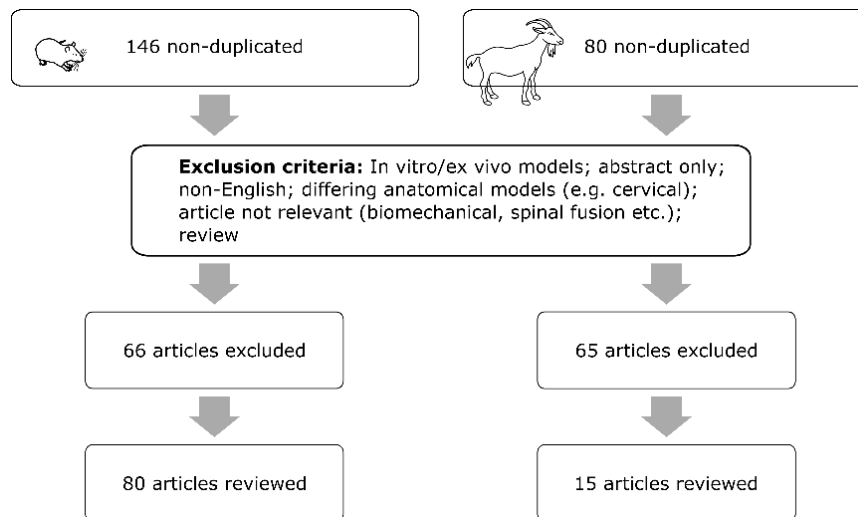 146 non-duplicated
80 non-duplicated
Exclusion criteria: In vitro/ex vivo models; abstract only;
non-English; differing anatomical models (e.g. cervical);
article not relevant (biomechanical, spinal fusion etc.);
review
66 articles excluded
65 articles excluded
80 articles reviewed
15 articles reviewed